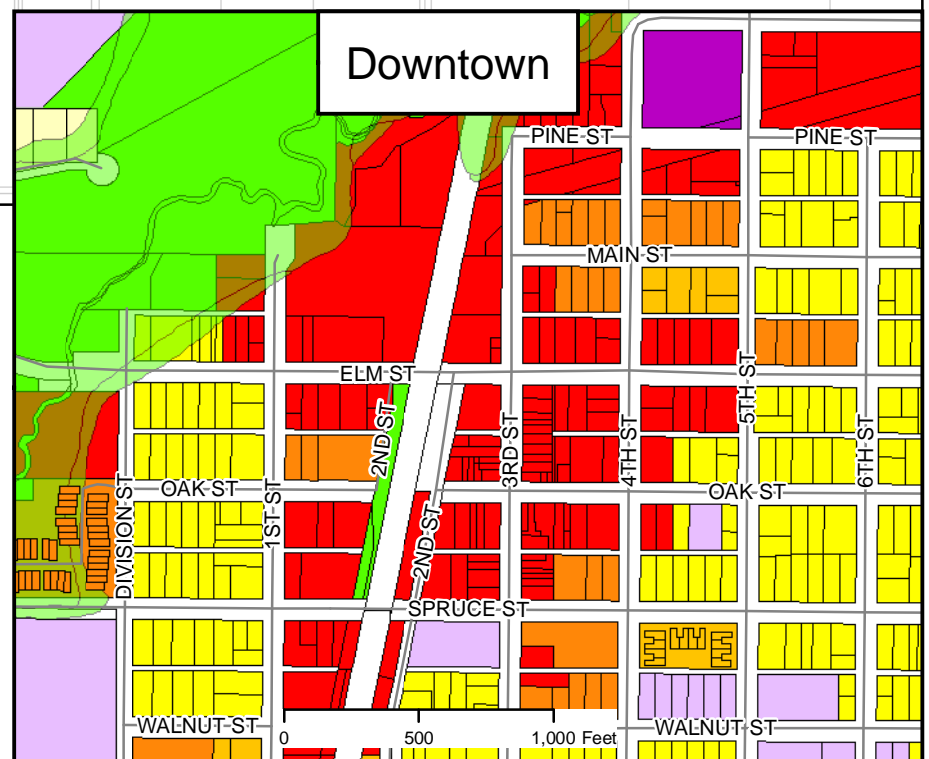 Downtown
PINE ST
PINE ST
MAIN ST
ELM ST
5TH ST
2ND ST
3RD ST
4TH ST
6TH ST
OAK ST
OAK ST
DIVISION ST
1ST ST
2ND ST
SPRUCE ST
WALNUT ST
WALNUT ST
0 500 1,000 Feet